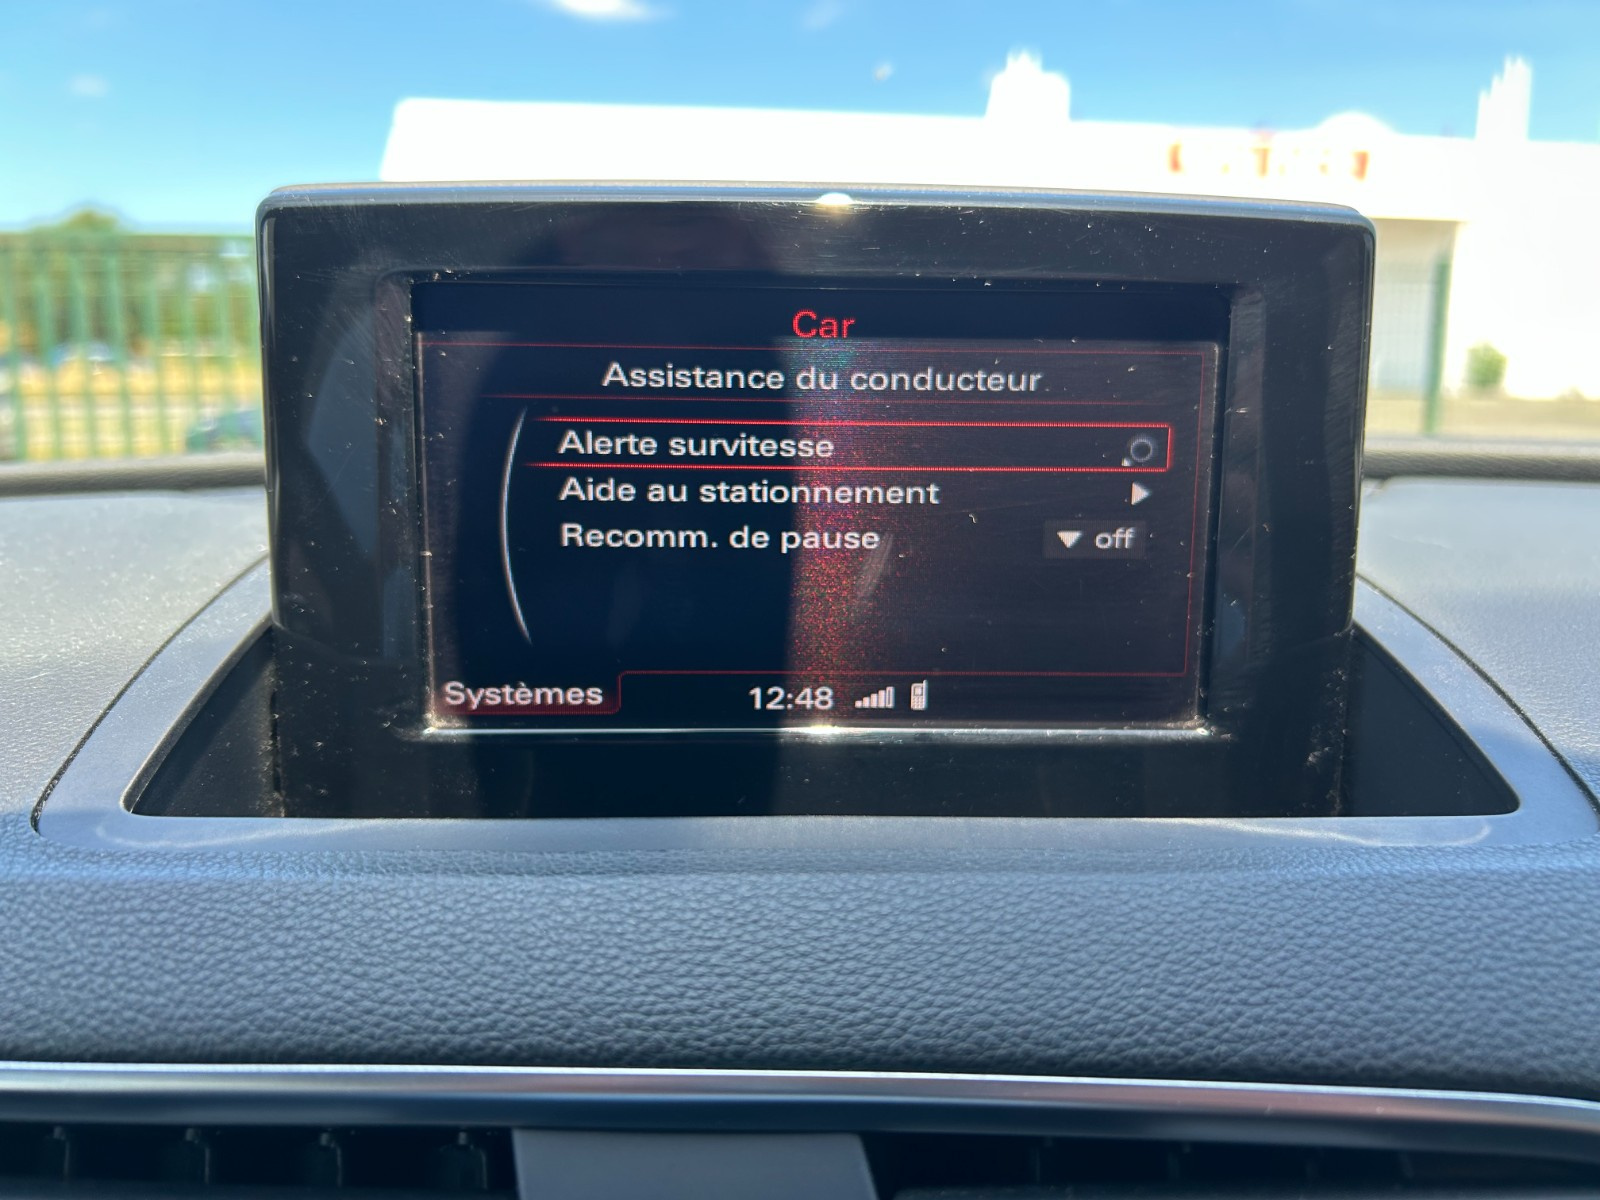 Car
Assistance du conducteur
Alerte survitesse
Aide au stationnement
Recomm. de pause off
Systèmes 12:48